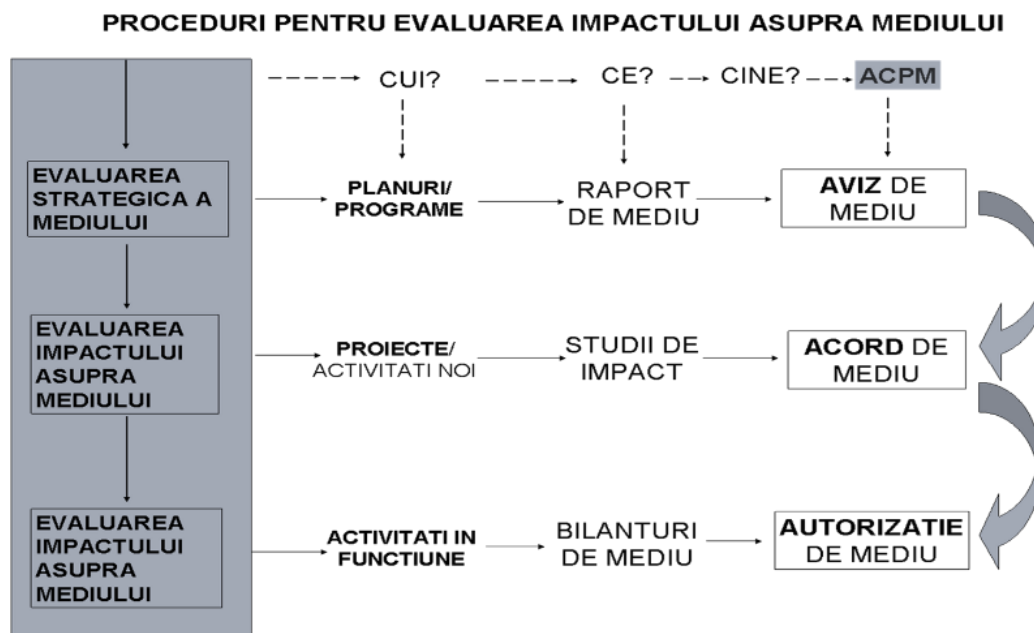 PROCEDURI PENTRU EVALUAREA IMPACTULUI ASUPRA MEDIULUI
CUI?
CE?
CINE?
ACPM
EVALUAREA
STRATEGICA A
MEDIULUI
PLANURI/
PROGRAME
RAPORT
DE MEDIU
AVIZ DE
MEDIU
EVALUAREA
IMPACTULUI
ASUPRA
MEDIULUI
PROIECTE/
ACTIVITATI NOI
STUDII DE
IMPACT
ACORD DE
MEDIU
EVALUAREA
IMPACTULUI
ASUPRA
MEDIULUI
ACTIVITATI IN
FUNCTIUNE
BILANTURI
DE MEDIU
AUTORIZATIE
DE MEDIU